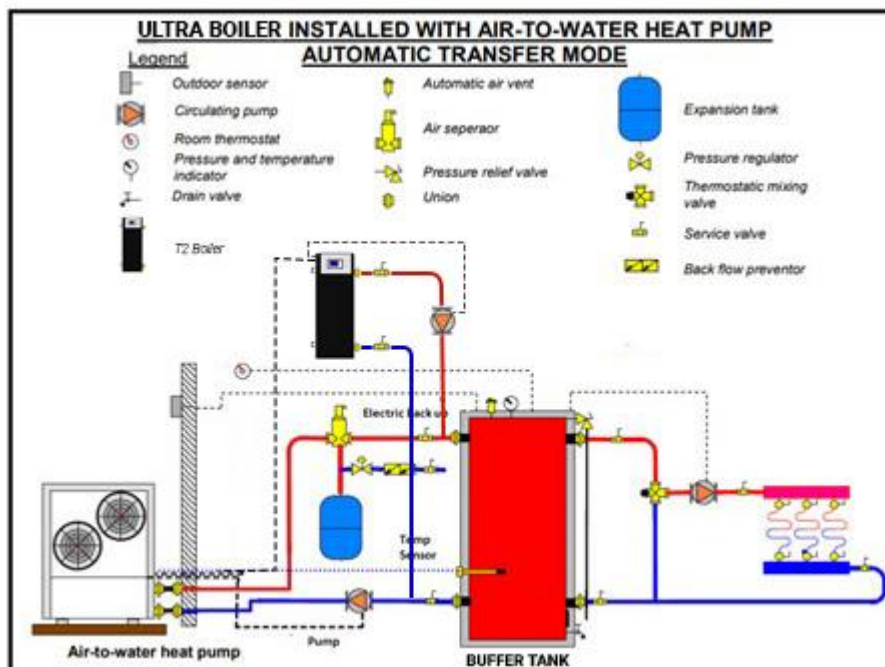 ULTRA BOILER INSTALLED WITH AIR-TO-WATER HEAT PUMP
AUTOMATIC TRANSFER MODE
Legend
Outdoor sensor
Circulating pump
Room thermostat
Pressure and temperature
indicator
Drain valve
T2 Boiler
Automatic air vent
Air seperaor
Pressure relief valve
Union
Expansion tank
Pressure regulator
Thermostatic mixing
valve
Service valve
Back flow preventor
Electric Back up
Temp
Sensor
Pump
Air-to-water heat pump
BUFFER TANK